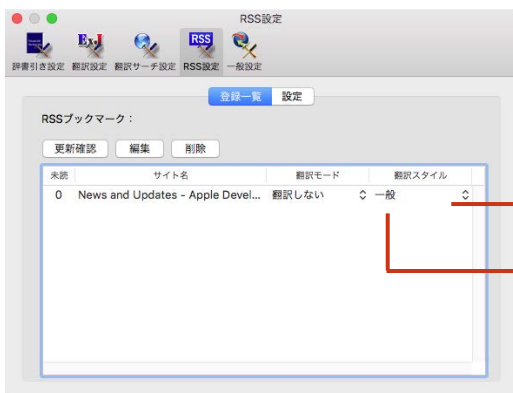 RSS設定
ExJ
RSS
辞書引き設定 翻訳設定 翻訳サーチ設定 RSS設定 一般設定
登録一覧 設定
RSSブックマーク：
更新確認 編集 削除
未読 サイト名 翻訳モード 翻訳スタイル
0 News and Updates - Apple Devel... 翻訳しない 一般